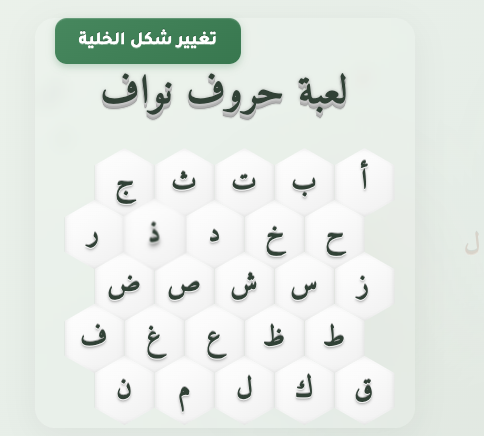 تغيير شكل الخلية
لعبة حروف نواف
أ ب ت ث ج
ح خ د ذ ر
ز س ش ص ض
ط ظ ع غ ف
ق ك ل م ن
ل